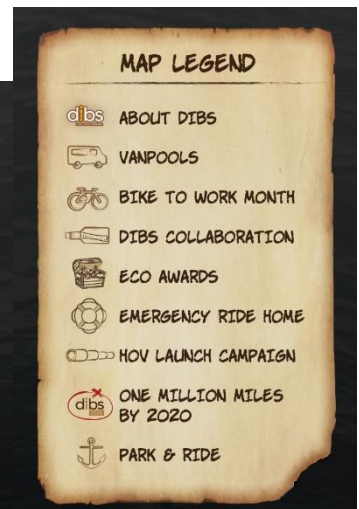 MAP LEGEND
dibs ABOUT DIBS
VANPOOLS
BIKE TO WORK MONTH
DIBS COLLABORATION
ECO AWARDS
EMERGENCY RIDE HOME
HOV LAUNCH CAMPAIGN
dibs ONE MILLION MILES
BY 2020
PARK & RIDE